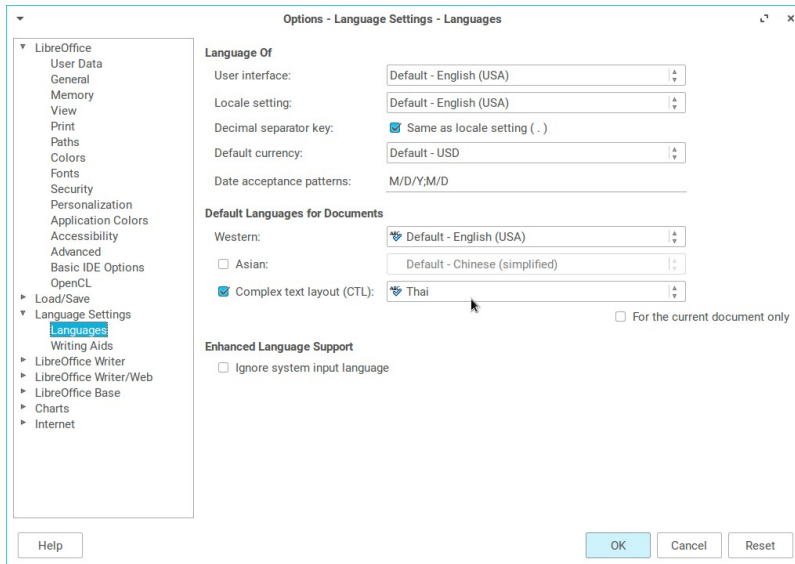 Options - Language Settings - Languages
LibreOffice
User Data
General
Memory
View
Print
Paths
Colors
Fonts
Security
Personalization
Application Colors
Accessibility
Advanced
Basic IDE Options
OpenCL
Load/Save
Language Settings
Languages
Writing Aids
LibreOffice Writer
LibreOffice Writer/Web
LibreOffice Base
Charts
Internet
Language Of
User interface: Default - English (USA)
Locale setting: Default - English (USA)
Decimal separator key: Same as locale setting ( . )
Default currency: Default - USD
Date acceptance patterns: M/D/Y;M/D
Default Languages for Documents
Western: ABC Default - English (USA)
Asian: Default - Chinese (simplified)
Complex text layout (CTL): ABC Thai
For the current document only
Enhanced Language Support
Ignore system input language
Help OK Cancel Reset